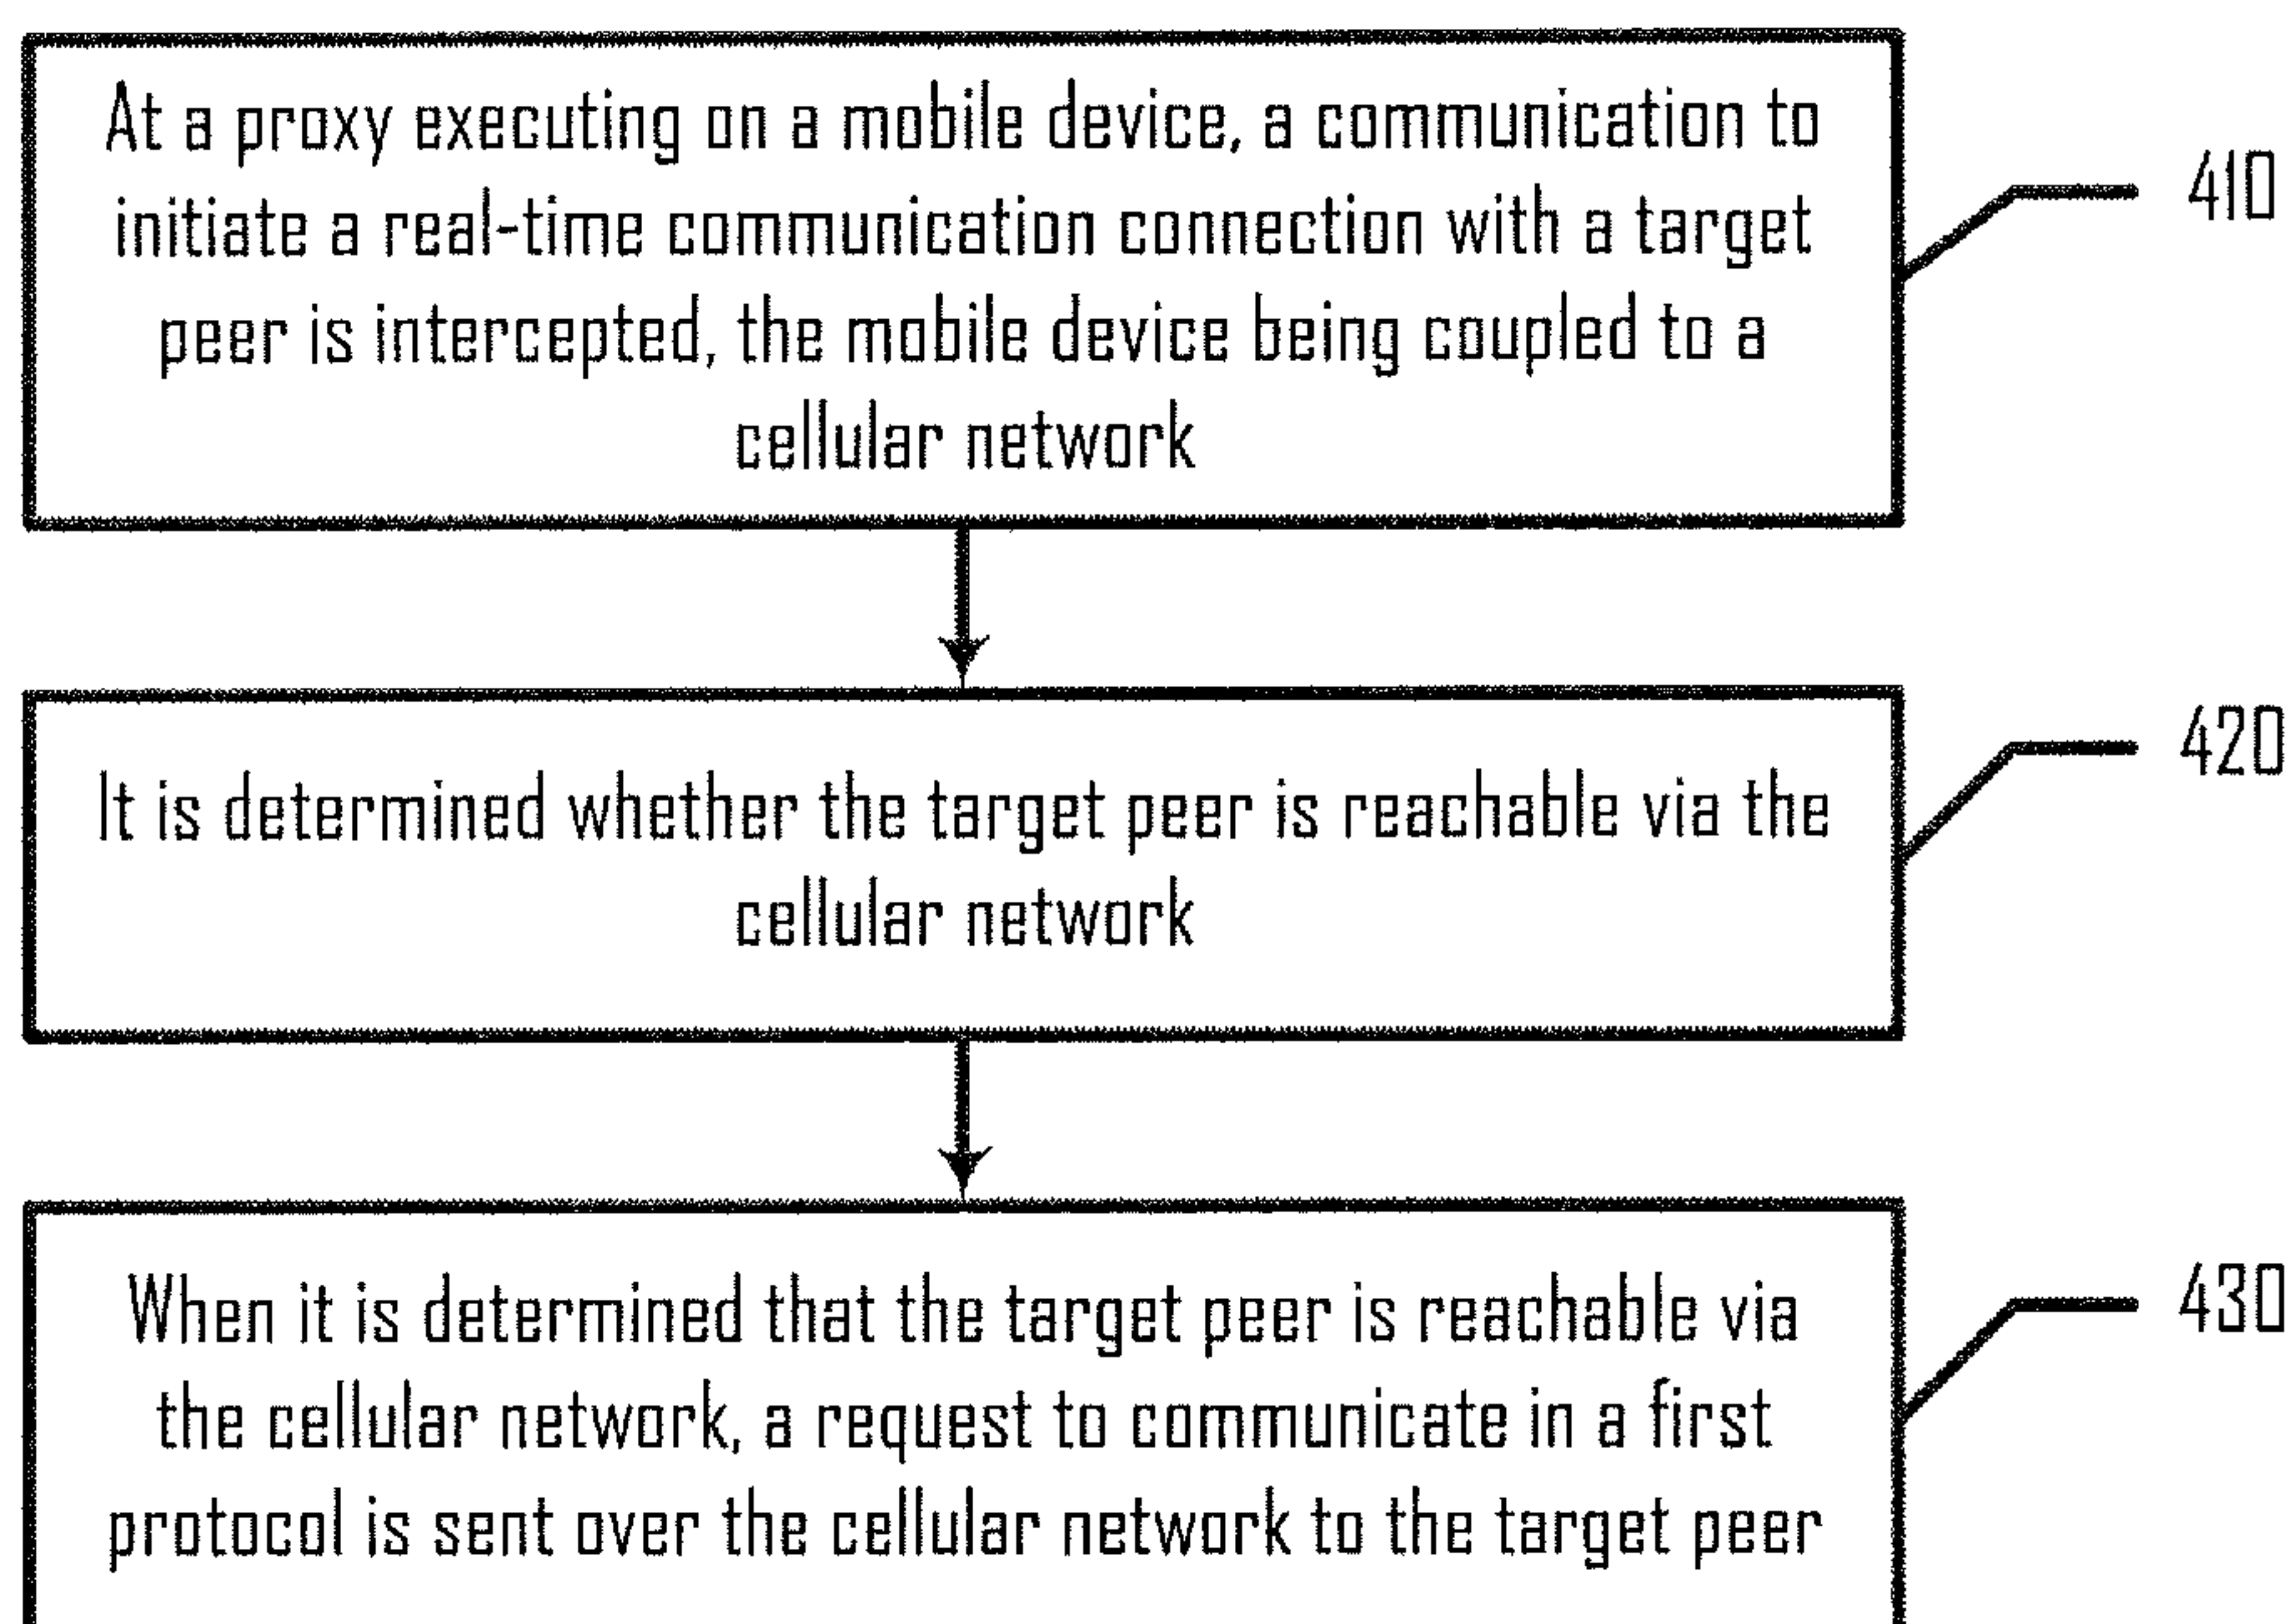 At a proxy executing on a mobile device, a communication to
initiate a real-time communication connection with a target
peer is intercepted, the mobile device being coupled to a
cellular network
410
It is determined whether the target peer is reachable via the
cellular network
420
When it is determined that the target peer is reachable via
the cellular network, a request to communicate in a first
protocol is sent over the cellular network to the target peer
430